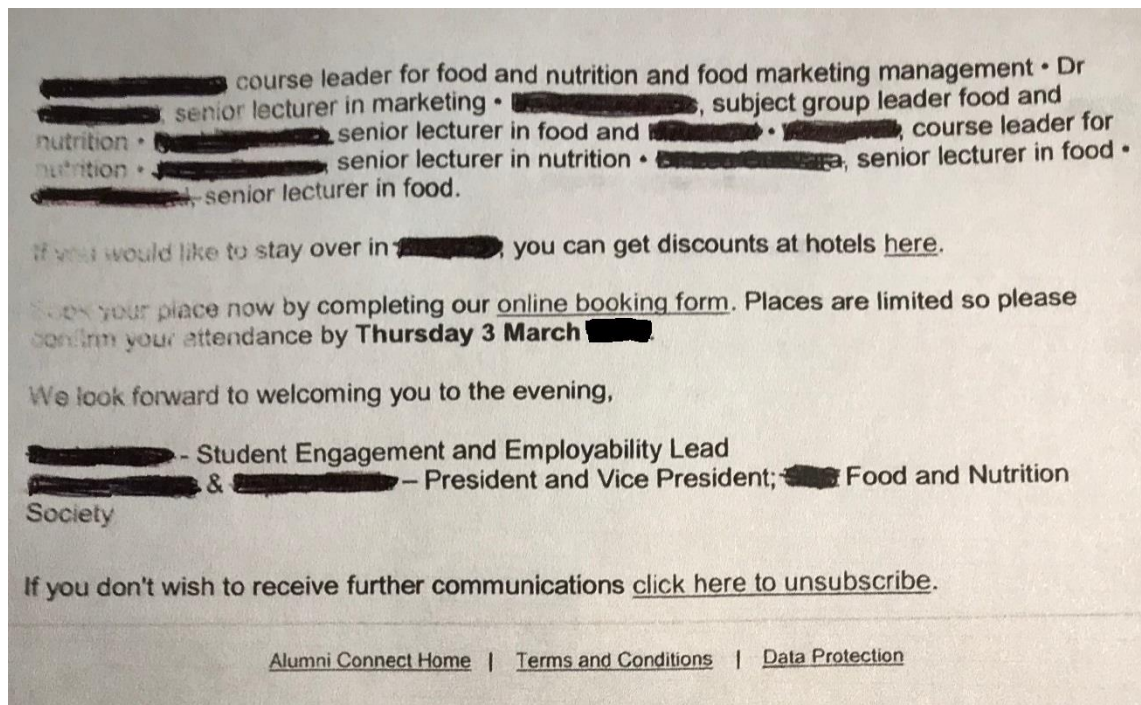 course leader for food and nutrition and food marketing management • Dr
, senior lecturer in marketing • , subject group leader food and
nutrition • senior lecturer in food and • , course leader for
nutrition • , senior lecturer in nutrition • , senior lecturer in food •
, senior lecturer in food.
If you would like to stay over in , you can get discounts at hotels here.
your place now by completing our online booking form. Places are limited so please
confirm your attendance by Thursday 3 March .
We look forward to welcoming you to the evening,
- Student Engagement and Employability Lead
& – President and Vice President; Food and Nutrition
Society
If you don't wish to receive further communications click here to unsubscribe.
Alumni Connect Home | Terms and Conditions | Data Protection